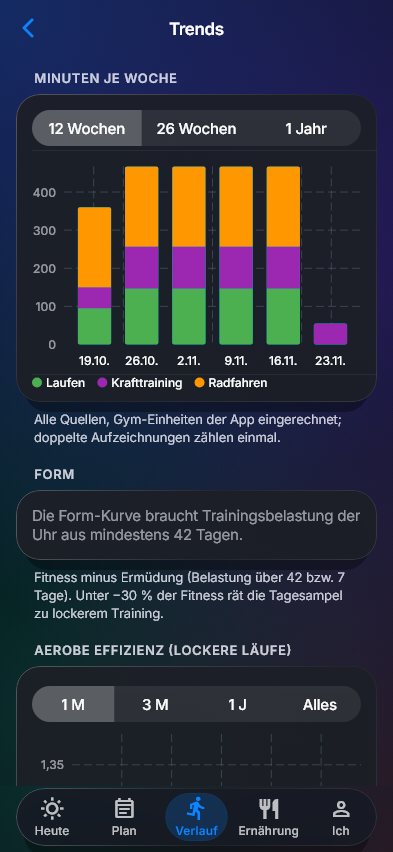 Trends
MINUTEN JE WOCHE
12 Wochen 26 Wochen 1 Jahr
400
300
200
100
0
19.10. 26.10. 2.11. 9.11. 16.11. 23.11.
Laufen Krafttraining Radfahren
Alle Quellen, Gym-Einheiten der App eingerechnet;
doppelte Aufzeichnungen zählen einmal.
FORM
Die Form-Kurve braucht Trainingsbelastung der
Uhr aus mindestens 42 Tagen.
Fitness minus Ermüdung (Belastung über 42 bzw. 7
Tage). Unter −30 % der Fitness rät die Tagesampel
zu lockerem Training.
AEROBE EFFIZIENZ (LOCKERE LÄUFE)
1 M 3 M 1 J Alles
1,35
Heute Plan Verlauf Ernährung Ich